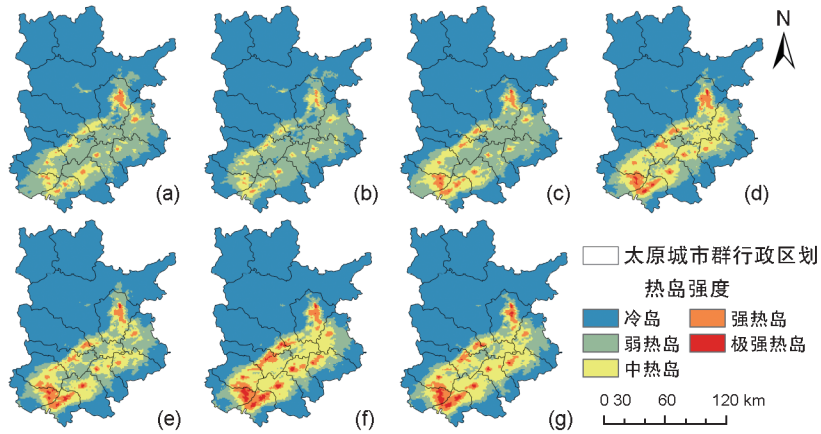 N
(a)
(b)
(c)
(d)
(e)
(f)
(g)
太原城市群行政区划
热岛强度
冷岛
强热岛
弱热岛
极强热岛
中热岛
0 30 60 120 km